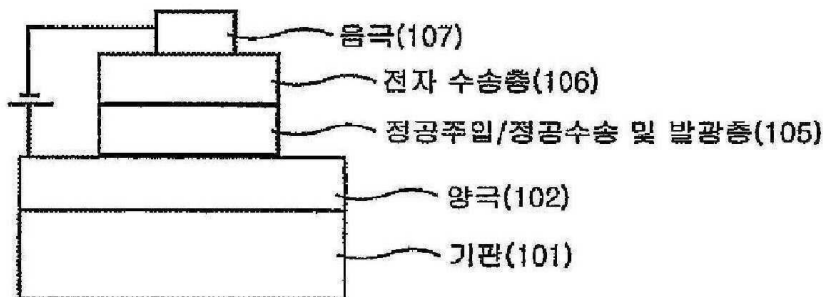 음극(107)
전자 수송층(106)
정공주입/정공수송 및 발광층(105)
양극(102)
기판(101)